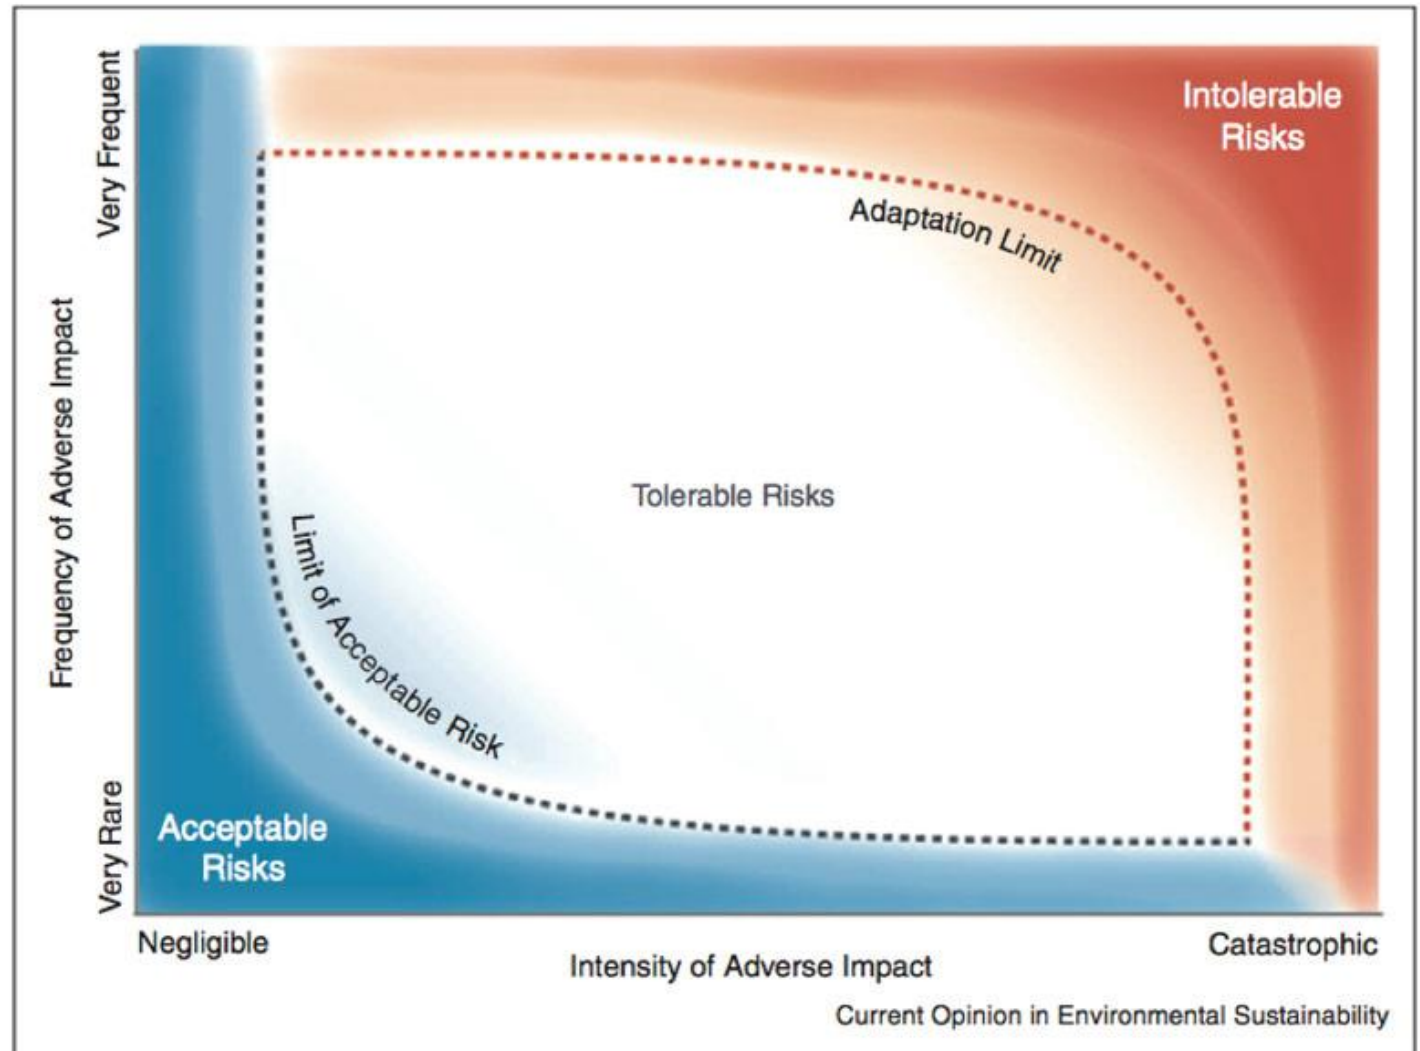 Very Frequent
Frequency of Adverse Impact
Very Rare
Intolerable
Risks
Adaptation Limit
Tolerable Risks
Limit of Acceptable Risk
Acceptable
Risks
Negligible
Intensity of Adverse Impact
Catastrophic
Current Opinion in Environmental Sustainability